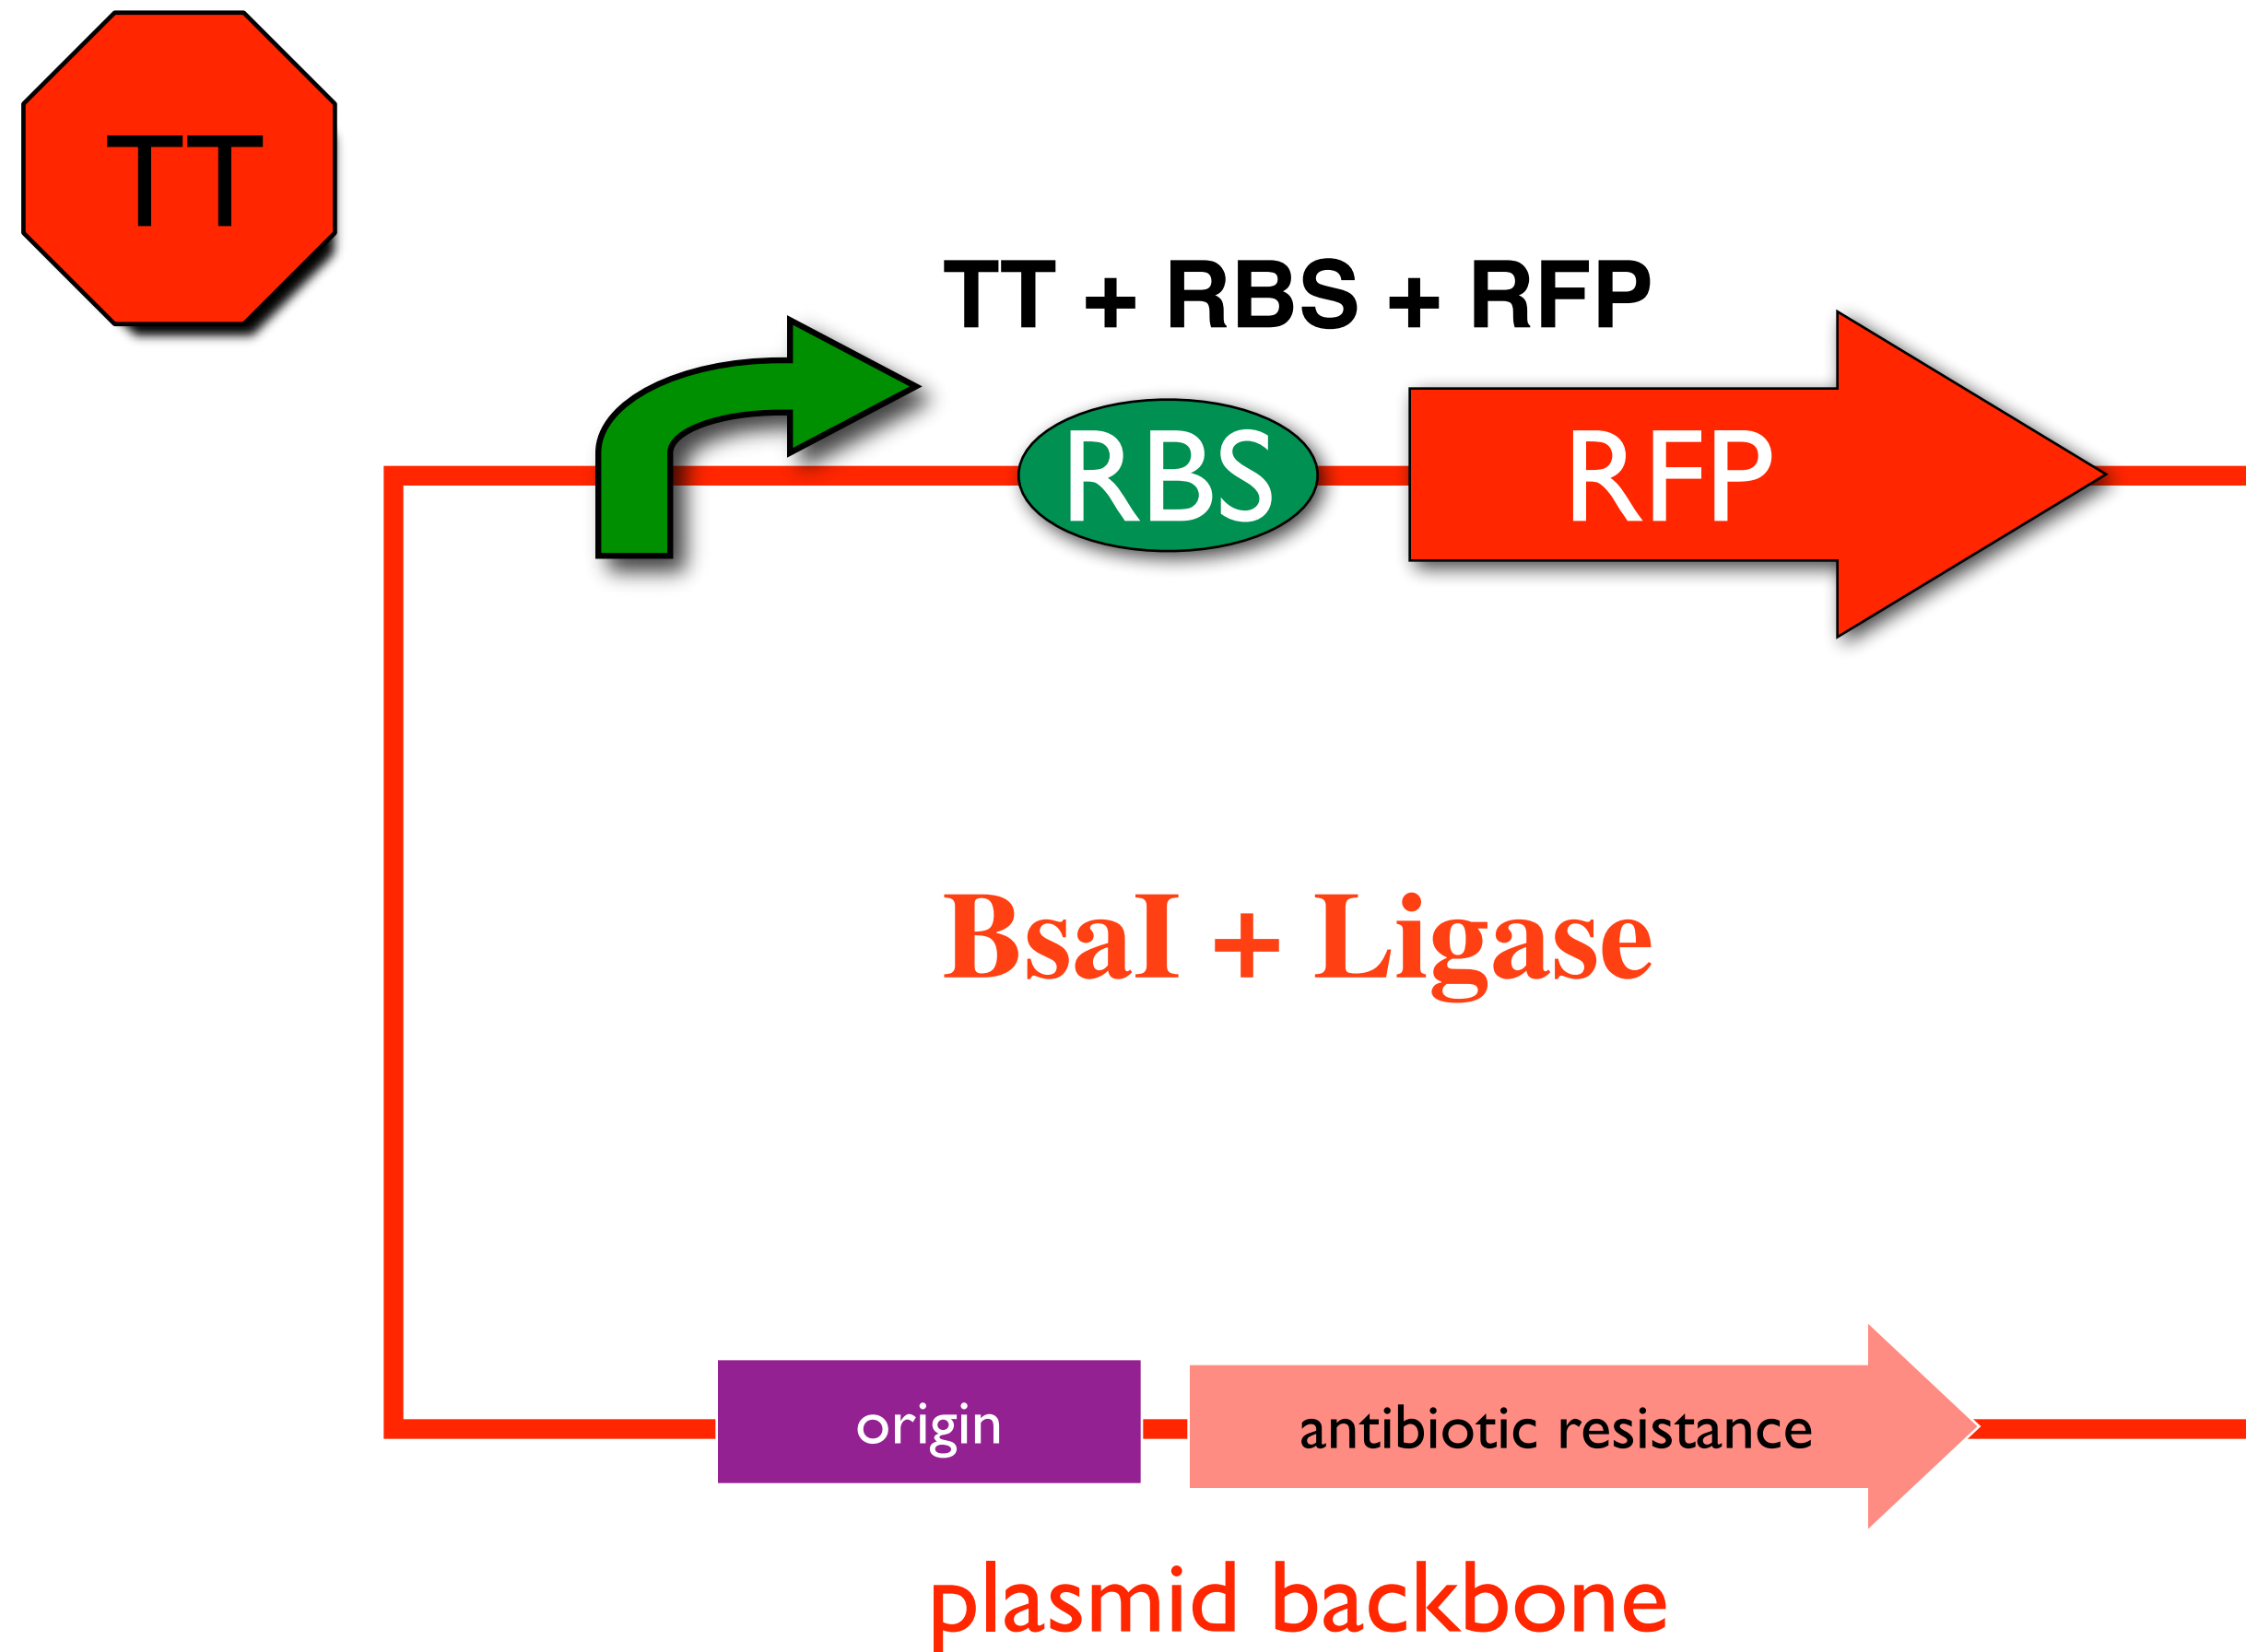 TT
TT + RBS + RFP
RBS
RFP
BsaI + Ligase
origin
antibiotic resistance
plasmid backbone